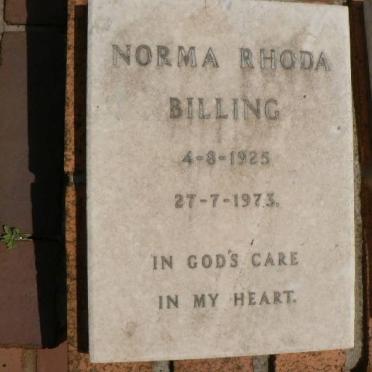 NORMA RHODA
BILLING
4-8-1925
27-7-1973.
IN GOD'S CARE
IN MY HEART.